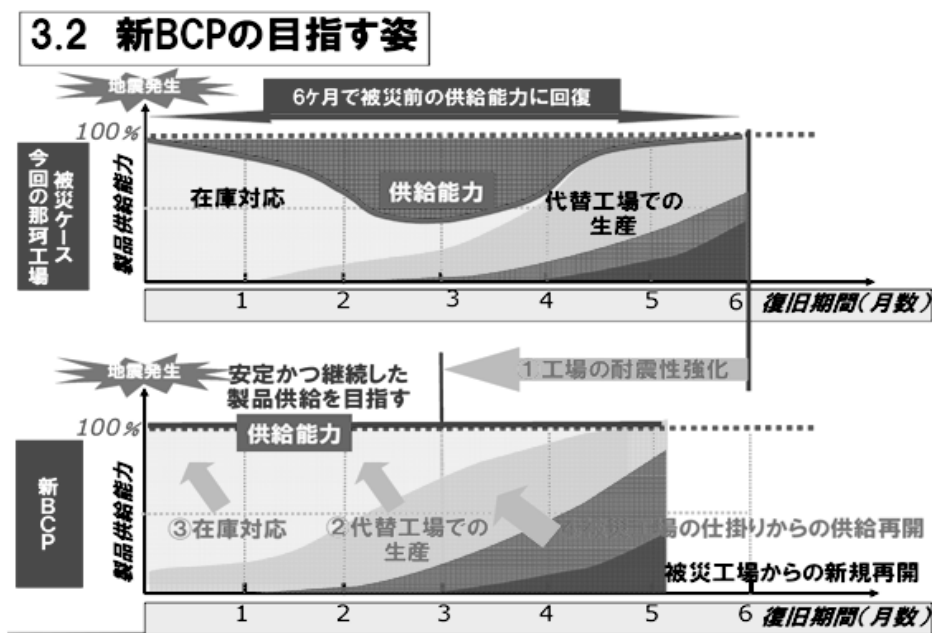 3.2 新BCPの目指す姿
地震発生
6ケ月で被災前の供給能力に回復
100%
今回の那珂工場
被災ケース
製品供給能力
在庫対応
供給能力
代替工場での
生産
1 2 3 4 5 6 復旧期間(月数)
地震発生
安定かつ継続した
製品供給を目指す
1 工場の耐震性強化
100%
供給能力
新BCP
製品供給能力
③在庫対応
②代替工場での
生産
場の仕掛りからの供給再開
被災工場からの新規再開
1 2 3 4 5 6 復旧期間(月数)